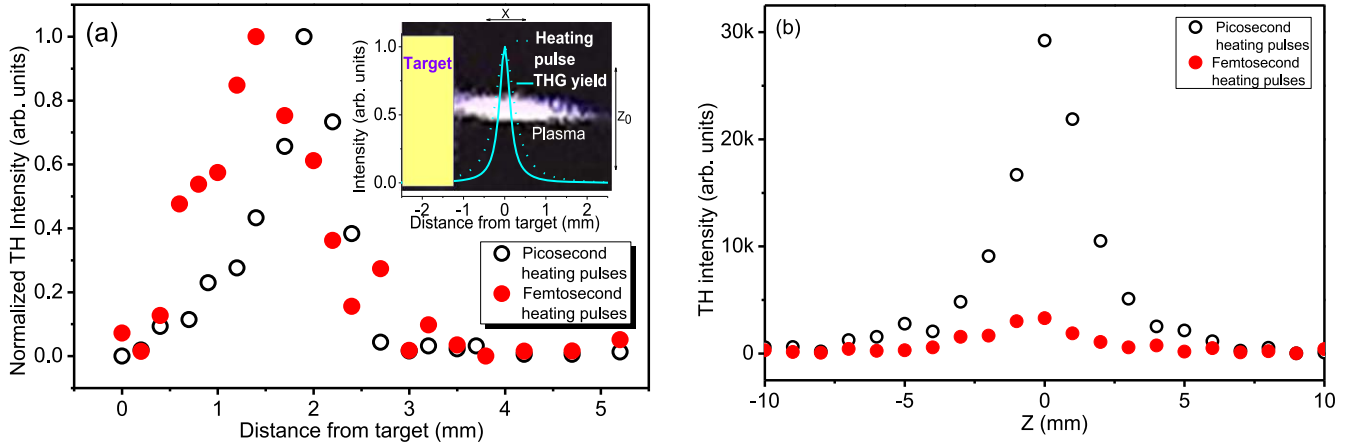 (a)
Normalized TH Intensity (arb. units)
1.0
0.8
0.6
0.4
0.2
0.0
0
1
2
3
4
5
Distance from target (mm)
X
Intensity (arb. units)
1.0
0.5
0.0
Target
Heating
pulse
THG yield
Plasma
Z0
-2
-1
0
1
2
Distance from target (mm)
Picosecond
heating pulses
Femtosecond
heating pulses
(b)
TH intensity (arb. units)
30k
20k
10k
0
-10
-5
0
5
10
Z (mm)
Picosecond
heating pulses
Femtosecond
heating pulses